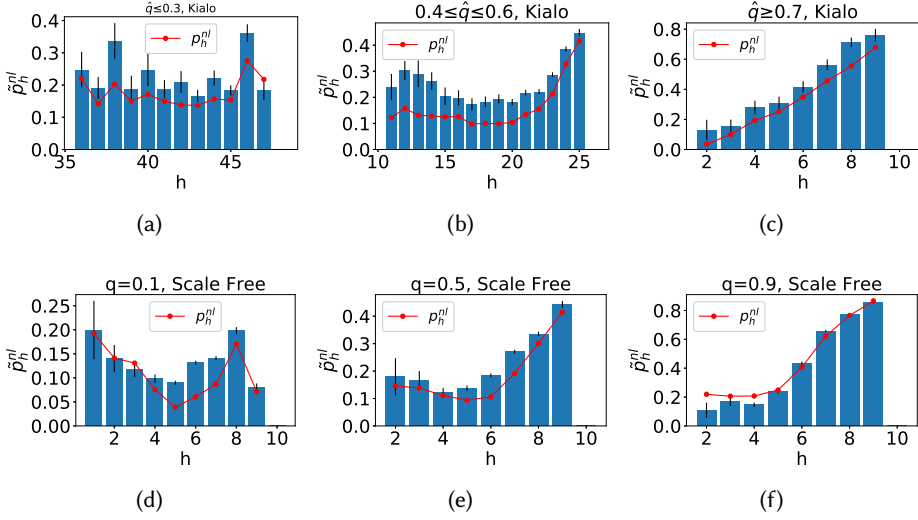 q̂≤0.3, Kialo
0.4
0.3
0.2
0.1
0.0
p̃_h^{nl}
p_h^{nl}
35 40 45
h
(a)
0.4≤q̂≤0.6, Kialo
0.4
0.3
0.2
0.1
0.0
p̃_h^{nl}
p_h^{nl}
10 15 20 25
h
(b)
q̂≥0.7, Kialo
0.8
0.6
0.4
0.2
0.0
p̃_h^{nl}
p_h^{nl}
2 4 6 8 10
h
(c)
q=0.1, Scale Free
0.25
0.20
0.15
0.10
0.05
0.00
p̃_h^{nl}
p_h^{nl}
2 4 6 8 10
h
(d)
q=0.5, Scale Free
0.4
0.3
0.2
0.1
0.0
p̃_h^{nl}
p_h^{nl}
2 4 6 8 10
h
(e)
q=0.9, Scale Free
0.8
0.6
0.4
0.2
0.0
p̃_h^{nl}
p_h^{nl}
2 4 6 8 10
h
(f)